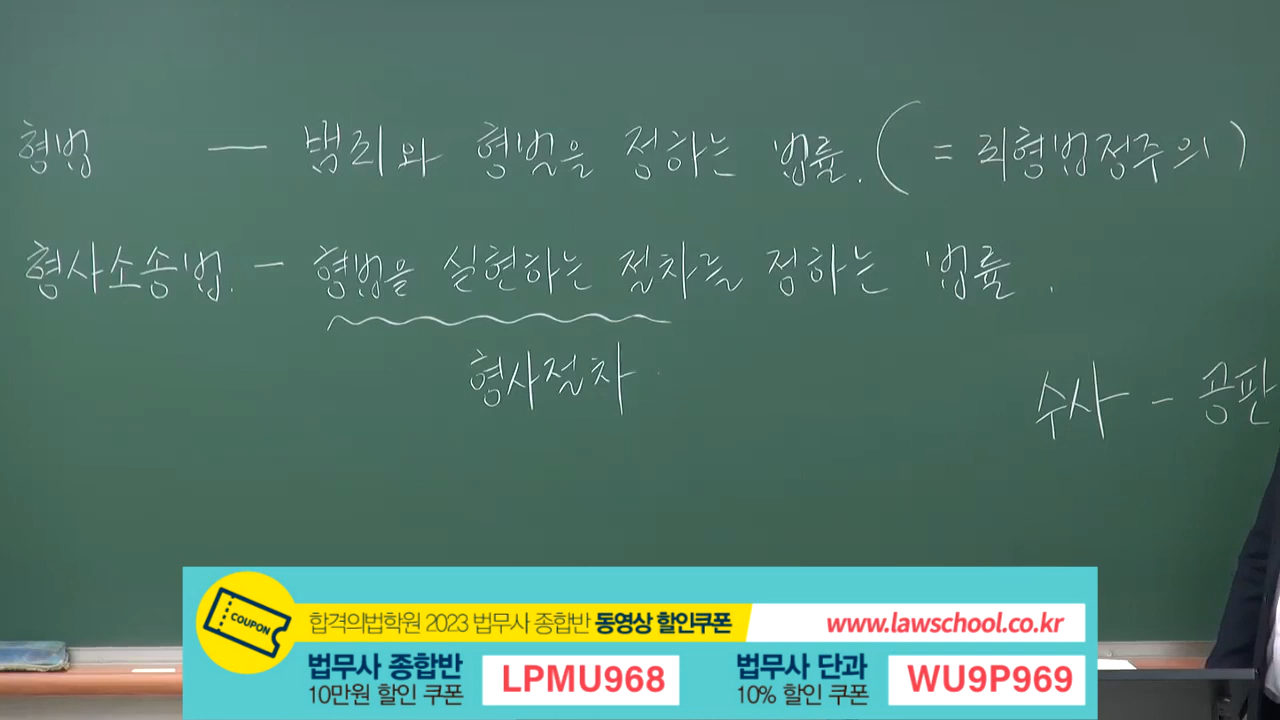 형법 — 범죄와 형벌을 정하는 법률. (= 죄형법정주의)
형사소송법. - 형법을 실현하는 절차를 정하는 법률.
형사절차
수사 - 공판
COUPON
합격의법학원 2023 법무사 종합반 동영상 할인쿠폰
www.lawschool.co.kr
법무사 종합반
10만원 할인 쿠폰
LPMU968
법무사 단과
10% 할인 쿠폰
WU9P969